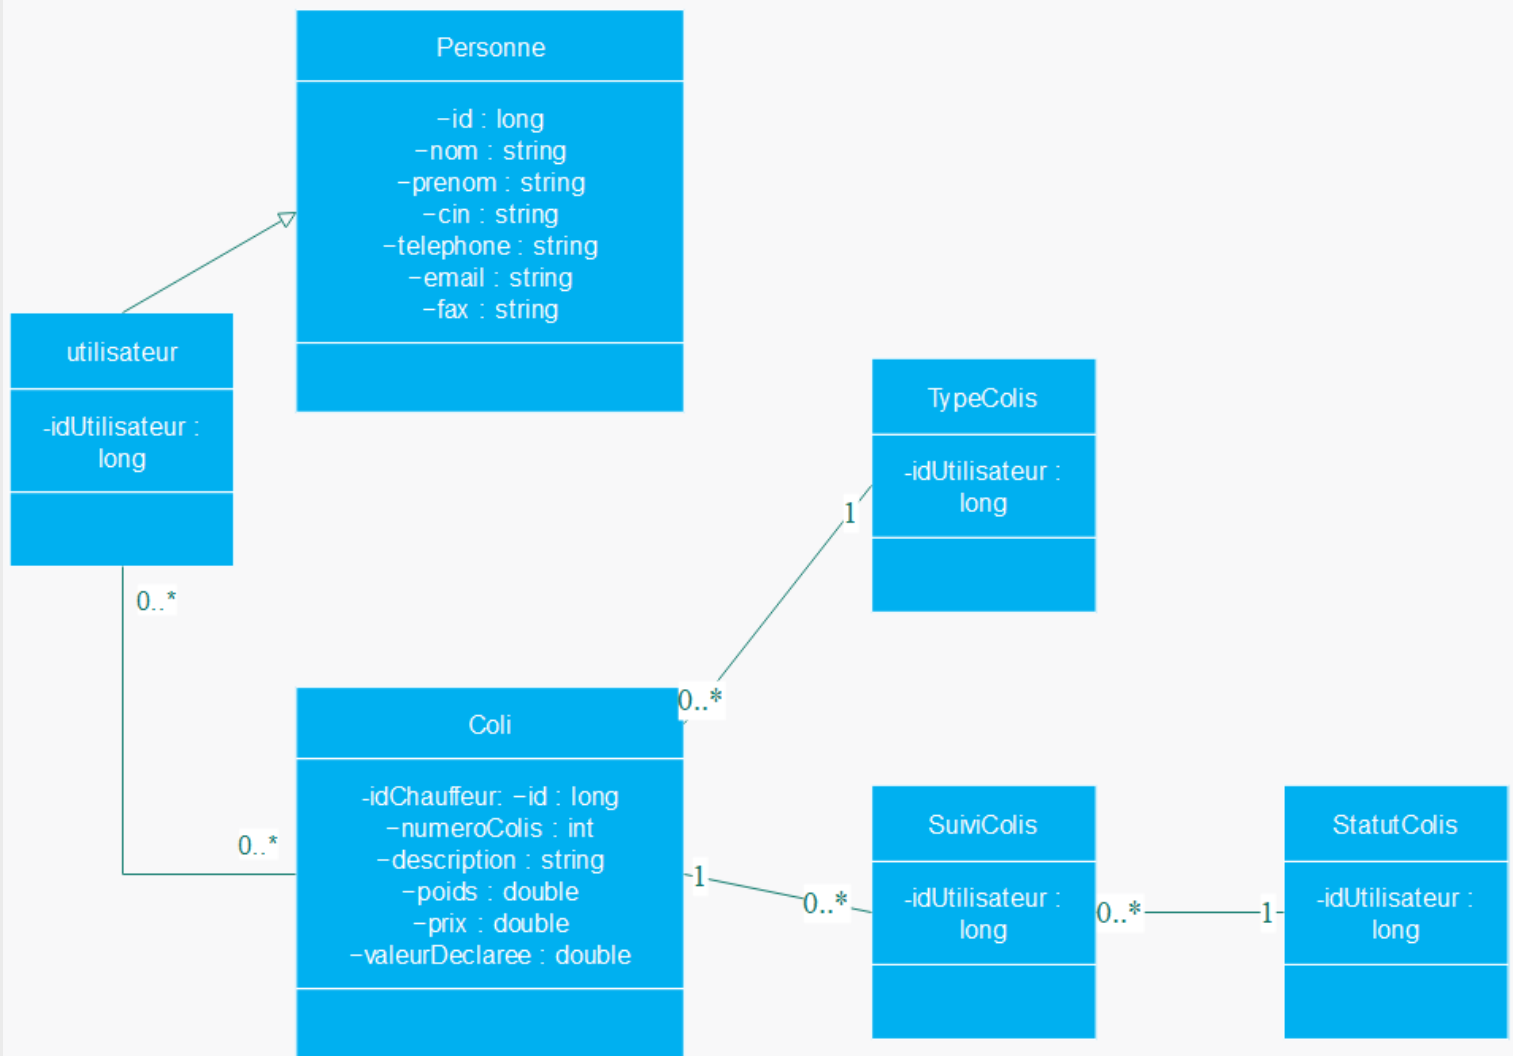 Personne
−id : long
−nom : string
−prenom : string
−cin : string
−telephone : string
−email : string
−fax : string
utilisateur
-idUtilisateur :
long
0..*
TypeColis
-idUtilisateur :
long
1
0..*
0..*
Coli
-idChauffeur: −id : long
−numeroColis : int
−description : string
−poids : double
−prix : double
−valeurDeclaree : double
1
0..*
SuiviColis
-idUtilisateur :
long
0..*
1
StatutColis
-idUtilisateur :
long